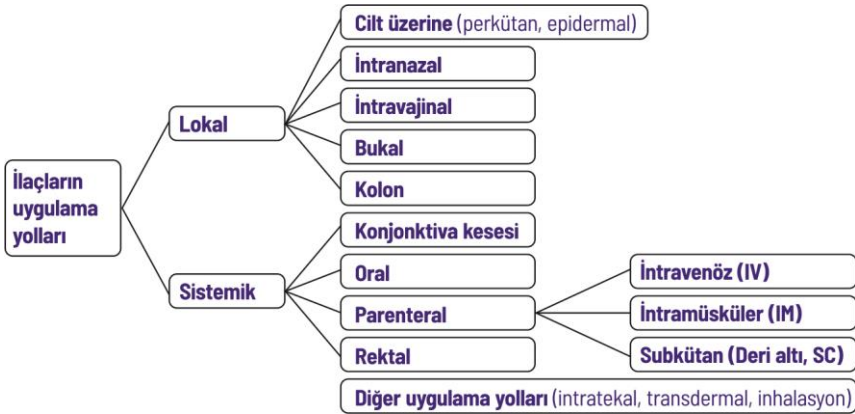 İlaçların
uygulama
yolları
Lokal
Cilt üzerine (perkütan, epidermal)
İntranazal
İntravajinal
Bukal
Kolon
Sistemik
Konjonktiva kesesi
Oral
Parenteral
Rektal
Diğer uygulama yolları (intratekal, transdermal, inhalasyon)
İntravenöz (IV)
İntramüsküler (IM)
Subkütan (Deri altı, SC)